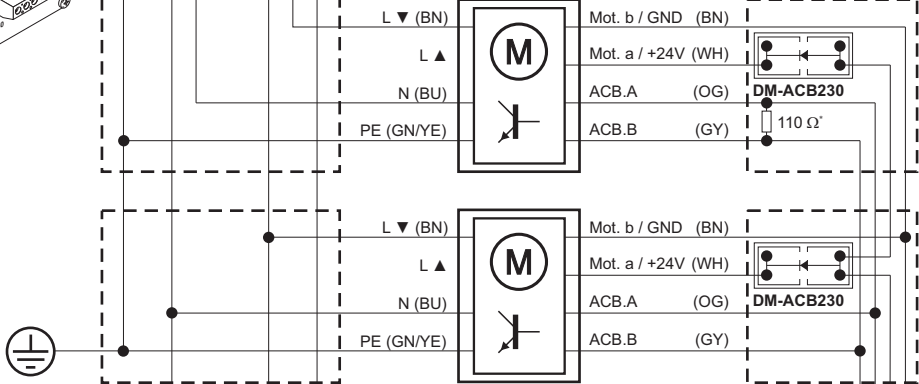 L ▼ (BN)
Mot. b / GND (BN)
L ▲
M
Mot. a / +24V (WH)
N (BU)
ACB.A (OG)
DM-ACB230
PE (GN/YE)
ACB.B (GY)
110 Ω*
L ▼ (BN)
Mot. b / GND (BN)
L ▲
M
Mot. a / +24V (WH)
N (BU)
ACB.A (OG)
DM-ACB230
PE (GN/YE)
ACB.B (GY)